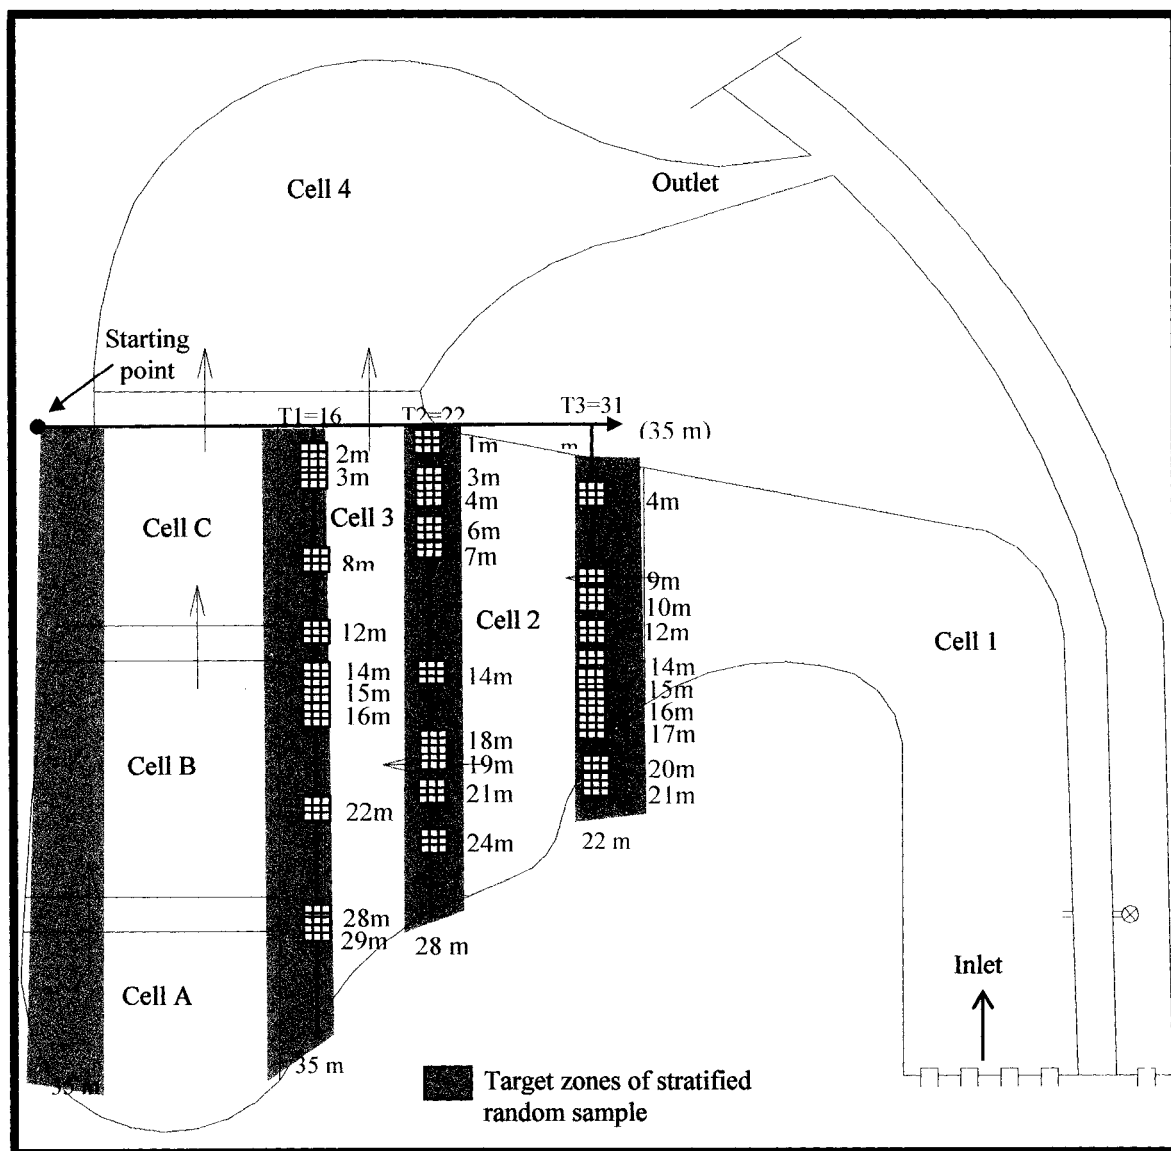 Cell 4
Outlet
Starting
point
T1=16
T2=22
T3=31
(35 m)
m
2m
3m
8m
12m
14m
15m
16m
22m
28m
29m
35 m
1m
3m
4m
6m
7m
14m
18m
19m
21m
24m
28 m
4m
9m
10m
12m
14m
15m
16m
17m
20m
21m
22 m
Cell C
Cell 3
Cell 2
Cell 1
Cell B
Cell A
Inlet
Target zones of stratified
random sample